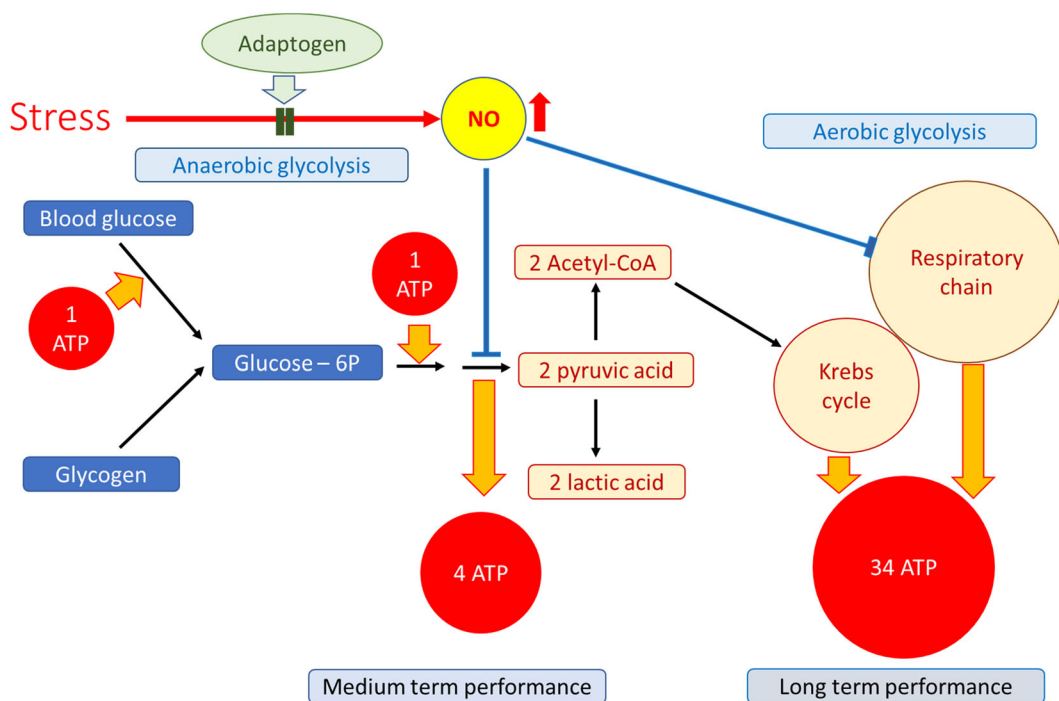 Adaptogen
Stress
NO
Aerobic glycolysis
Anaerobic glycolysis
Blood glucose
1
ATP
1
ATP
2 Acetyl-CoA
Respiratory
chain
Glucose – 6P
2 pyruvic acid
Krebs
cycle
Glycogen
2 lactic acid
4 ATP
34 ATP
Medium term performance
Long term performance